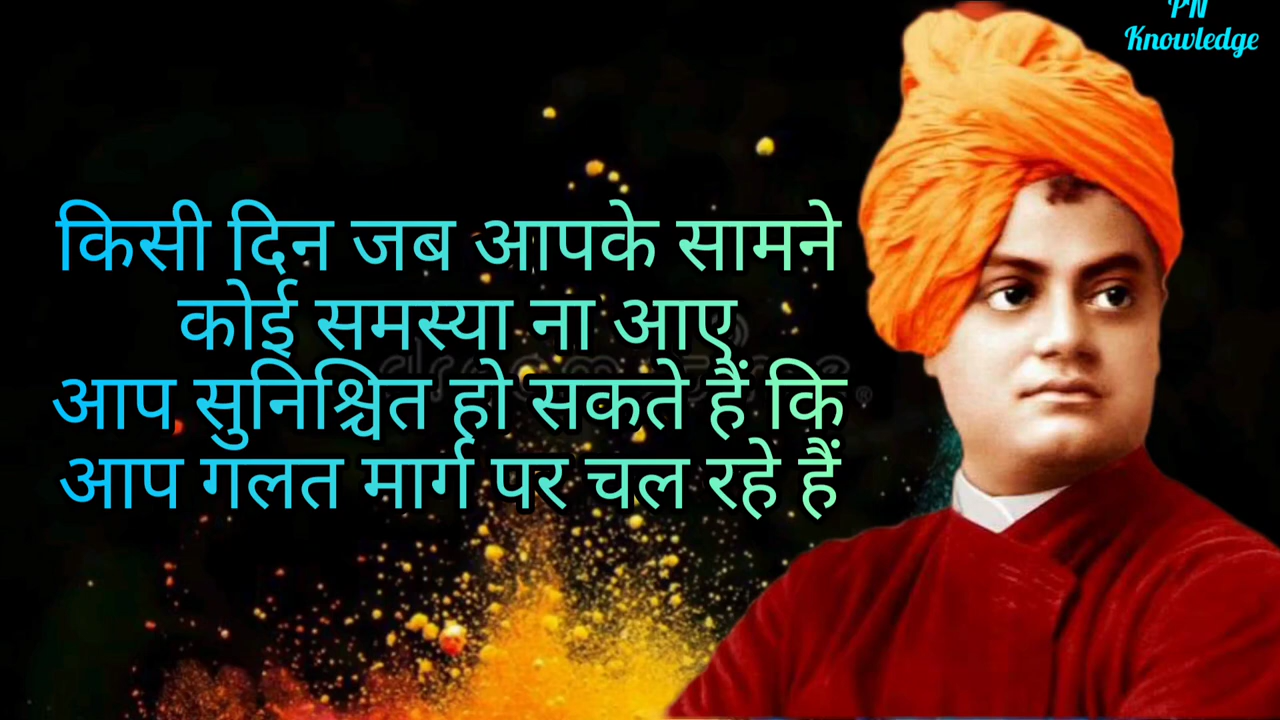 PN
Knowledge
किसी दिन जब आपके सामने
कोई समस्या ना आए
आप सुनिश्चित हो सकते हैं कि
आप गलत मार्ग पर चल रहे हैं